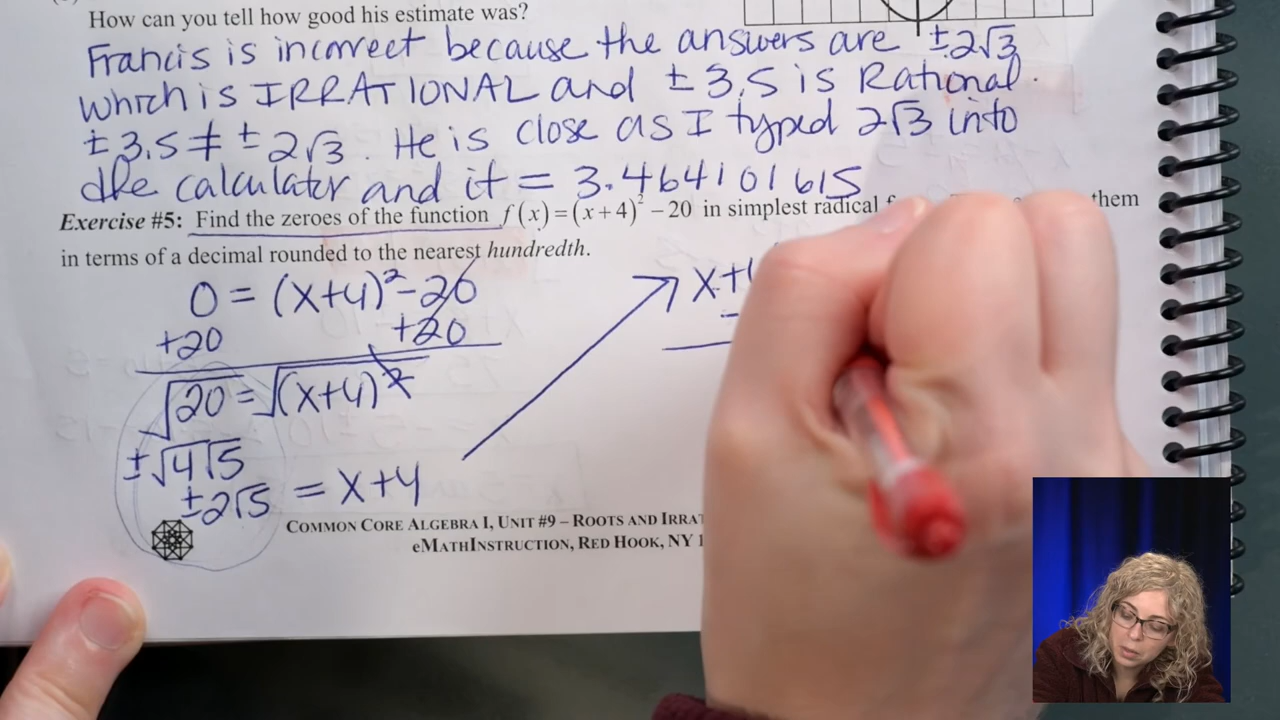 How can you tell how good his estimate was?
Francis is incorrect because the answers are ±2√3
which is IRRATIONAL and ±3.5 is Rational.
±3.5 ≠ ±2√3. He is close as I typed 2√3 into
the calculater and it = 3.464101615
Exercise #5: Find the zeroes of the function f(x)=(x+4)²−20 in simplest radical them
in terms of a decimal rounded to the nearest hundredth.
0 = (x+4)²-20
+20 +20
√20 = √(x+4)²
±√4√5
±2√5 = x+4
x+4
COMMON CORE ALGEBRA I, UNIT #9 – ROOTS AND
EMATHINSTRUCTION, RED HOOK, NY